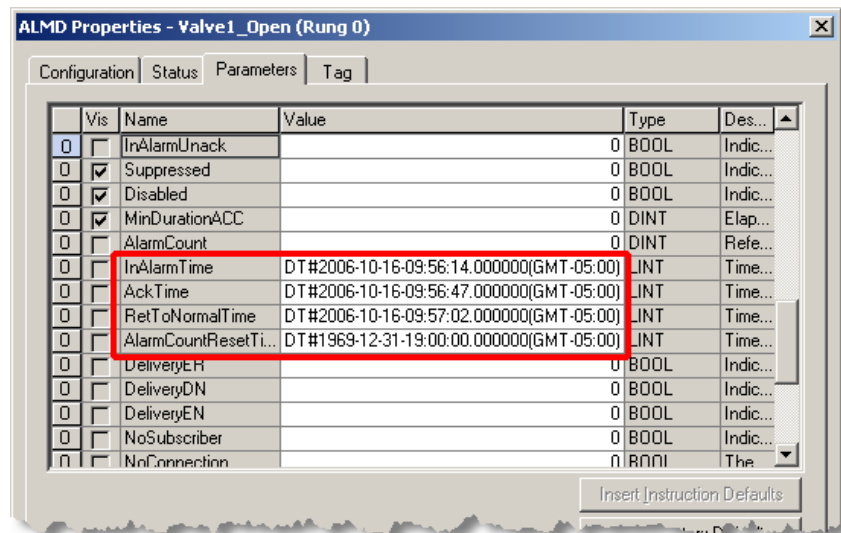 ALMD Properties - Valve1_Open (Rung 0)
Configuration Status Parameters Tag
Vis Name Value Type Des...
0 InAlarmUnack 0 BOOL Indic...
0 Suppressed 0 BOOL Indic...
0 Disabled 0 BOOL Indic...
0 MinDurationACC 0 DINT Elap...
0 AlarmCount 0 DINT Refe...
0 InAlarmTime DT#2006-10-16-09:56:14.000000(GMT-05:00) LINT Time...
0 AckTime DT#2006-10-16-09:56:47.000000(GMT-05:00) LINT Time...
0 RetToNormalTime DT#2006-10-16-09:57:02.000000(GMT-05:00) LINT Time...
0 AlarmCountResetTi... DT#1969-12-31-19:00:00.000000(GMT-05:00) LINT Time...
0 DeliveryER 0 BOOL Indic...
0 DeliveryDN 0 BOOL Indic...
0 DeliveryEN 0 BOOL Indic...
0 NoSubscriber 0 BOOL Indic...
0 NoConnection 0 BOOL The
Insert Instruction Defaults